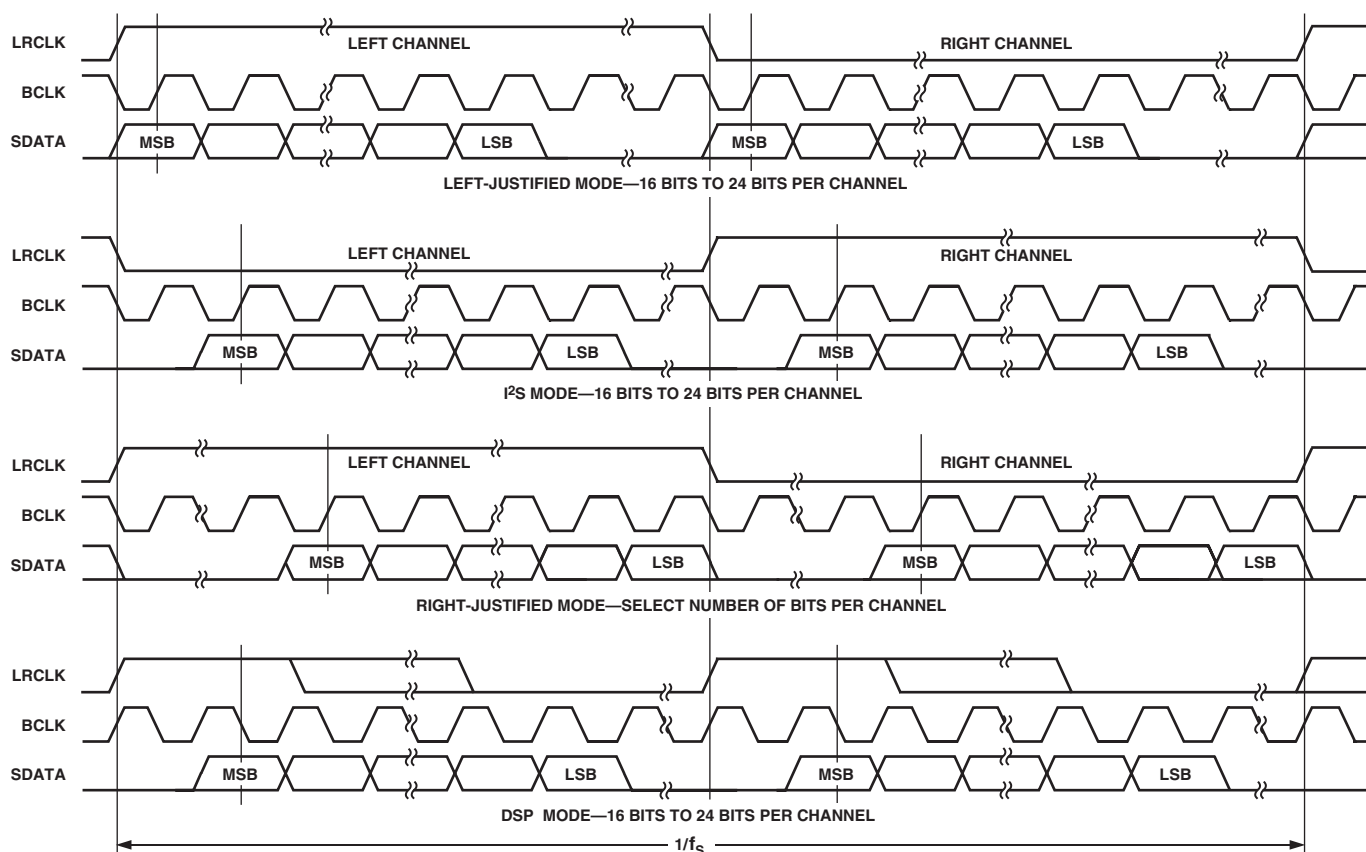 LRCLK LEFT CHANNEL RIGHT CHANNEL
BCLK
SDATA MSB LSB MSB LSB
LEFT-JUSTIFIED MODE—16 BITS TO 24 BITS PER CHANNEL
LRCLK LEFT CHANNEL RIGHT CHANNEL
BCLK
SDATA MSB LSB MSB LSB
I²S MODE—16 BITS TO 24 BITS PER CHANNEL
LRCLK LEFT CHANNEL RIGHT CHANNEL
BCLK
SDATA MSB LSB MSB LSB
RIGHT-JUSTIFIED MODE—SELECT NUMBER OF BITS PER CHANNEL
LRCLK
BCLK
SDATA MSB LSB MSB LSB
DSP MODE—16 BITS TO 24 BITS PER CHANNEL
1/fS